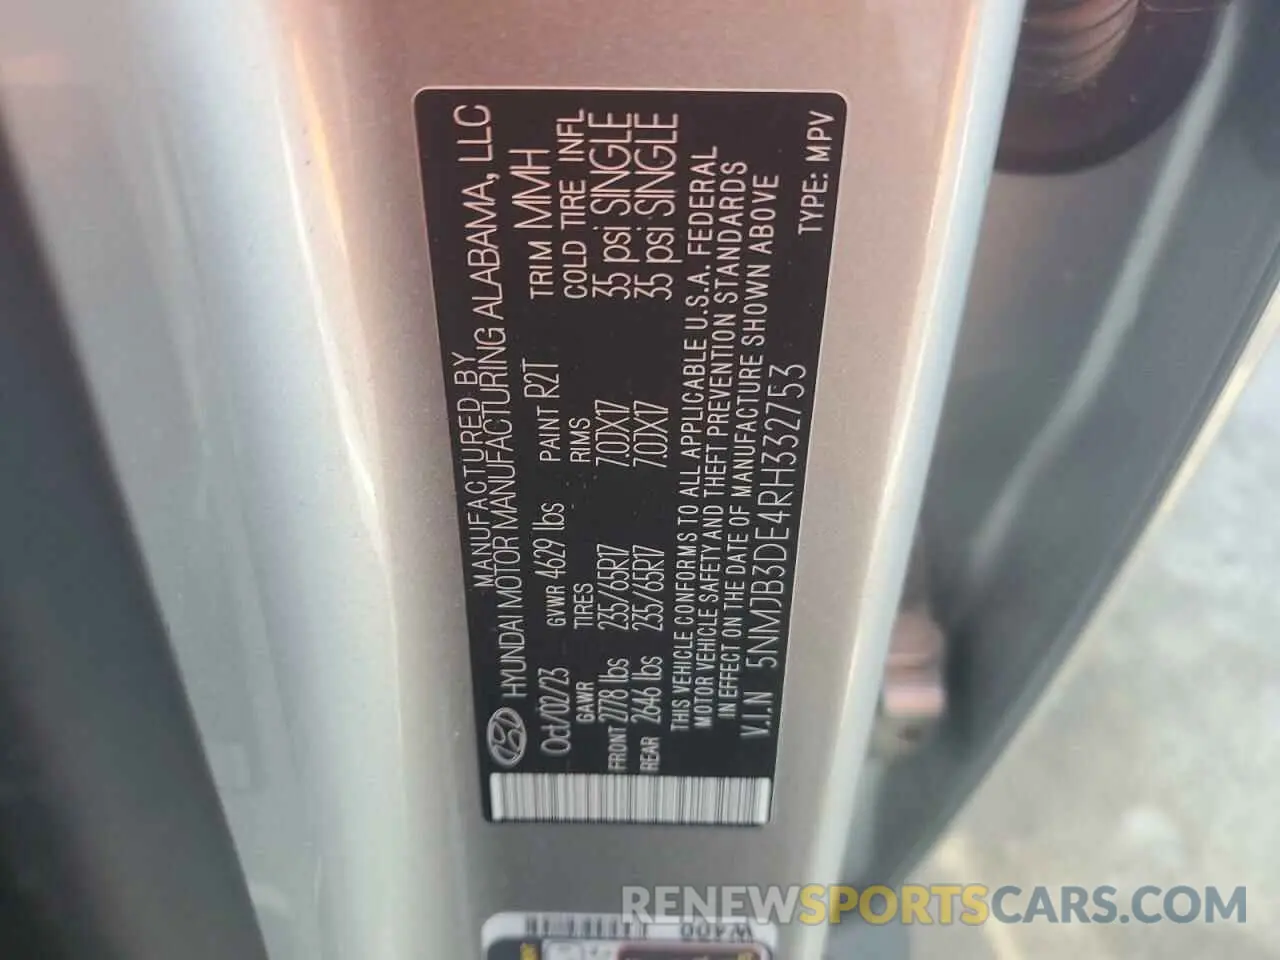 MANUFACTURED BY
HYUNDAI MOTOR MANUFACTURING ALABAMA, LLC
Oct/02/23 GVWR 4629 lbs PAINT R2T TRIM MMH
GAWR TIRES RIMS COLD TIRE INFL
FRONT 2778 lbs 235/65R17 7.0JX17 35 psi SINGLE
REAR 2646 lbs 235/65R17 7.0JX17 35 psi SINGLE
THIS VEHICLE CONFORMS TO ALL APPLICABLE U.S.A. FEDERAL
MOTOR VEHICLE SAFETY AND THEFT PREVENTION STANDARDS
IN EFFECT ON THE DATE OF MANUFACTURE SHOWN ABOVE
V.I.N 5NMJB3DE4RH332753
TYPE: MPV
RENEWSPORTSCARS.COM